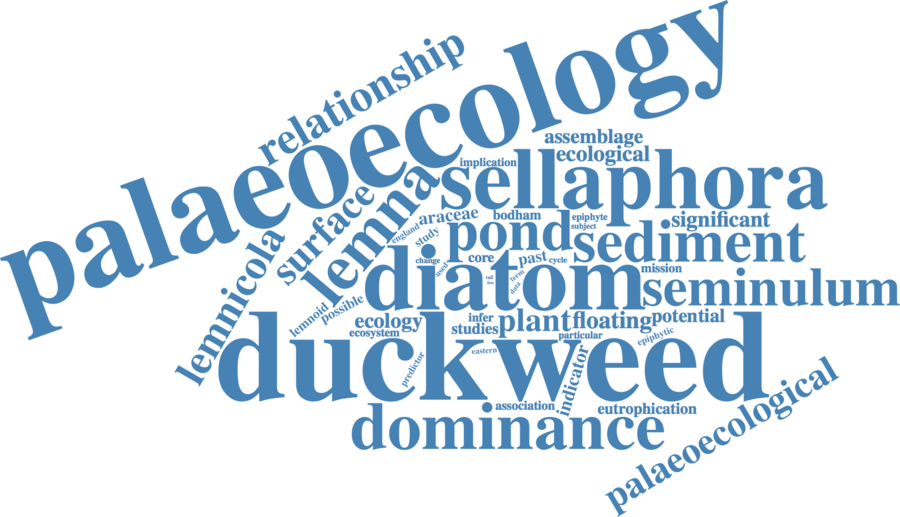 palaeoecology
relationship
assemblage
ecological
implication
sellaphora
surface
lemna
araceae
bodham
epiphyte
subject
significant
england
study
pond
sediment
lemnicola
change
used
core
past
cycle
mission
diatom
term
data
seminulum
lemnoid
possible
ecology
ecosystem
infer
studies
plant
floating
potential
particular
epiphytic
duckweed
predictor
eastern
indicator
association
eutrophication
dominance
palaeoecological